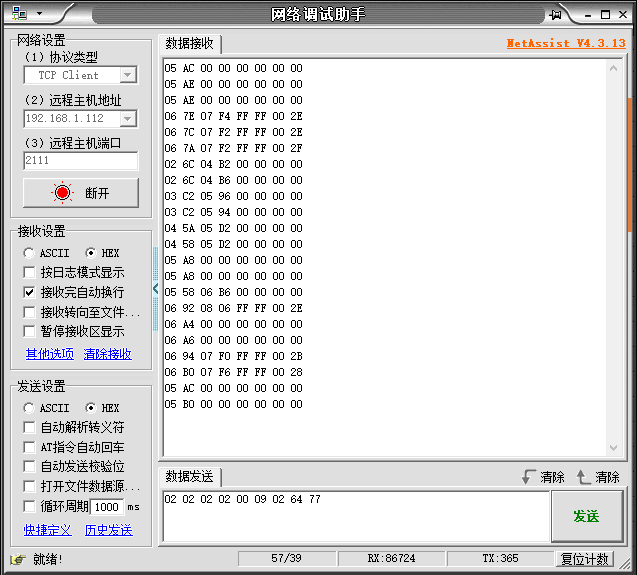 网络调试助手
网络设置
(1) 协议类型
TCP Client
(2) 远程主机地址
192.168.1.112
(3) 远程主机端口
2111
断开
接收设置
ASCII HEX
按日志模式显示
接收完自动换行
接收转向至文件...
暂停接收区显示
其他选项 清除接收
发送设置
ASCII HEX
自动解析转义符
AT指令自动回车
自动发送校验位
打开文件数据源...
循环周期 1000 ms
快捷定义 历史发送
数据接收
NetAssist V4.3.13
05 AC 00 00 00 00 00 00
05 AE 00 00 00 00 00 00
05 AE 00 00 00 00 00 00
06 7E 07 F4 FF FF 00 2E
06 7C 07 F2 FF FF 00 2E
06 7A 07 F2 FF FF 00 2F
02 6C 04 B2 00 00 00 00
02 6C 04 B6 00 00 00 00
03 C2 05 96 00 00 00 00
03 C2 05 94 00 00 00 00
04 5A 05 D2 00 00 00 00
04 58 05 D2 00 00 00 00
05 A8 00 00 00 00 00 00
05 A8 00 00 00 00 00 00
05 58 06 B6 00 00 00 00
06 92 08 06 FF FF 00 2E
06 A4 00 00 00 00 00 00
06 A6 00 00 00 00 00 00
06 94 07 F0 FF FF 00 2B
06 B0 07 F6 FF FF 00 28
05 AC 00 00 00 00 00 00
05 B0 00 00 00 00 00 00
数据发送
清除 清除
02 02 02 02 00 09 02 64 77
发送
就绪!
57/39
RX:86724
TX:365
复位计数